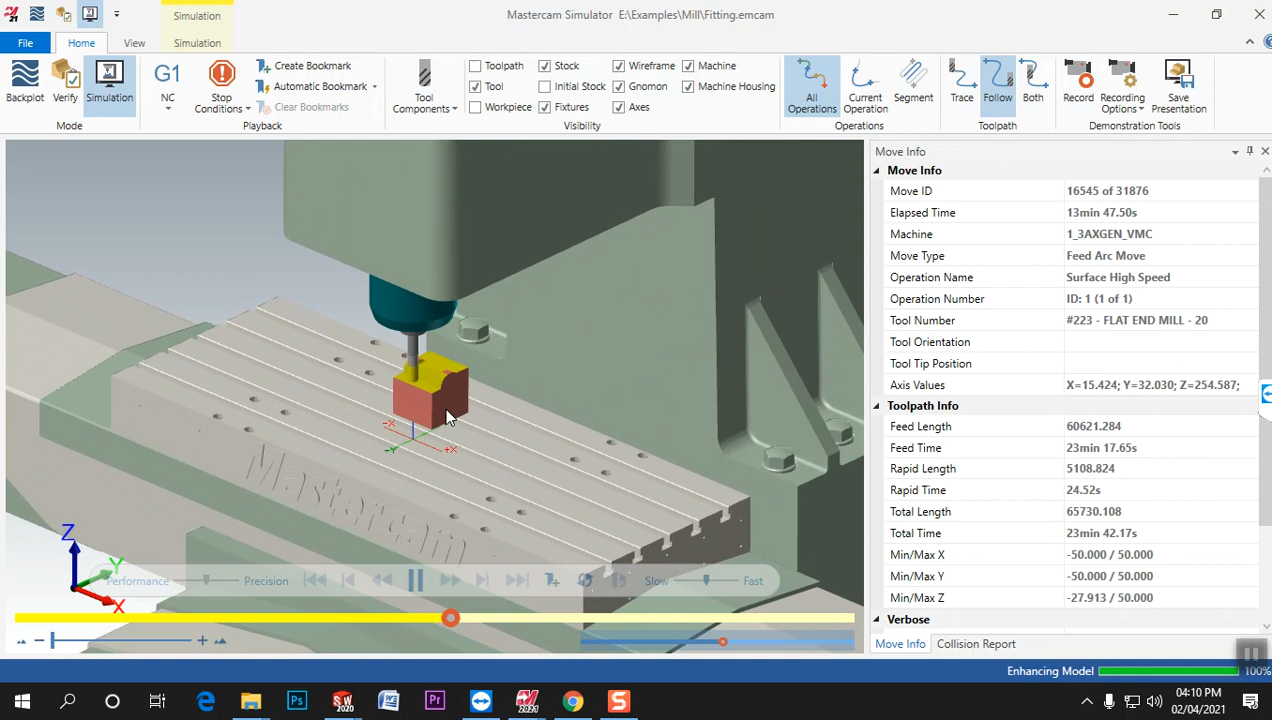 Simulation
Mastercam Simulator E:\Examples\Mill\Fitting.emcam
File
Home
View
Simulation
Backplot
Verify
Simulation
Mode
G1
NC
Stop
Conditions
Create Bookmark
Automatic Bookmark
Clear Bookmarks
Playback
Tool
Components
Toolpath
Tool
Workpiece
Stock
Initial Stock
Fixtures
Wireframe
Gnomon
Axes
Machine
Machine Housing
Visibility
All
Operations
Current
Operation
Segment
Operations
Trace
Follow
Both
Toolpath
Record
Recording
Options
Save
Presentation
Demonstration Tools
Move Info
Move Info
Move ID 16545 of 31876
Elapsed Time 13min 47.50s
Machine 1_3AXGEN_VMC
Move Type Feed Arc Move
Operation Name Surface High Speed
Operation Number ID: 1 (1 of 1)
Tool Number #223 - FLAT END MILL - 20
Tool Orientation
Tool Tip Position
Axis Values X=15.424; Y=32.030; Z=254.587;
Toolpath Info
Feed Length 60621.284
Feed Time 23min 17.65s
Rapid Length 5108.824
Rapid Time 24.52s
Total Length 65730.108
Total Time 23min 42.17s
Min/Max X -50.000 / 50.000
Min/Max Y -50.000 / 50.000
Min/Max Z -27.913 / 50.000
Verbose
Move Info
Collision Report
-X
-Y
+X
Mastercam
Z
Y
X
Performance
Precision
Slow
Fast
Enhancing Model
100%
Ps
SW
2020
Pr
2021
S
04:10 PM
02/04/2021